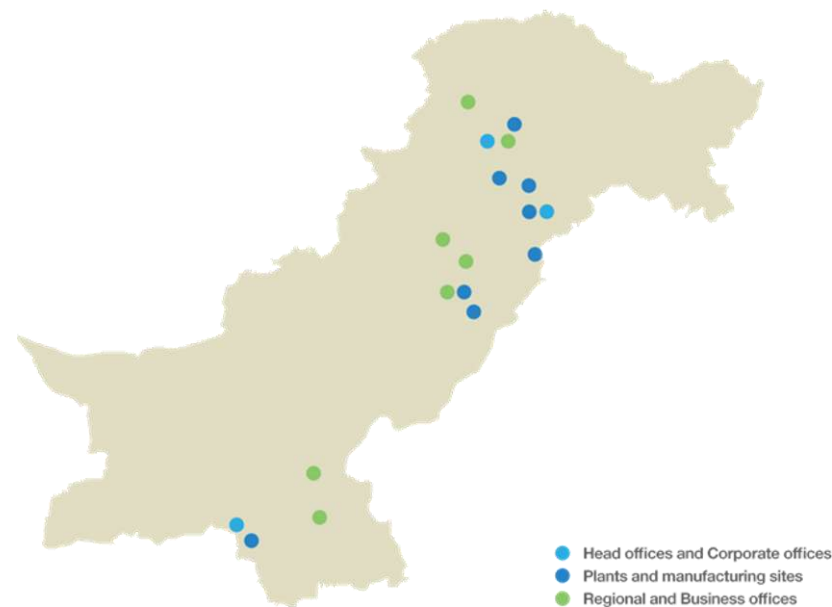 Head offices and Corporate offices
Plants and manufacturing sites
Regional and Business offices